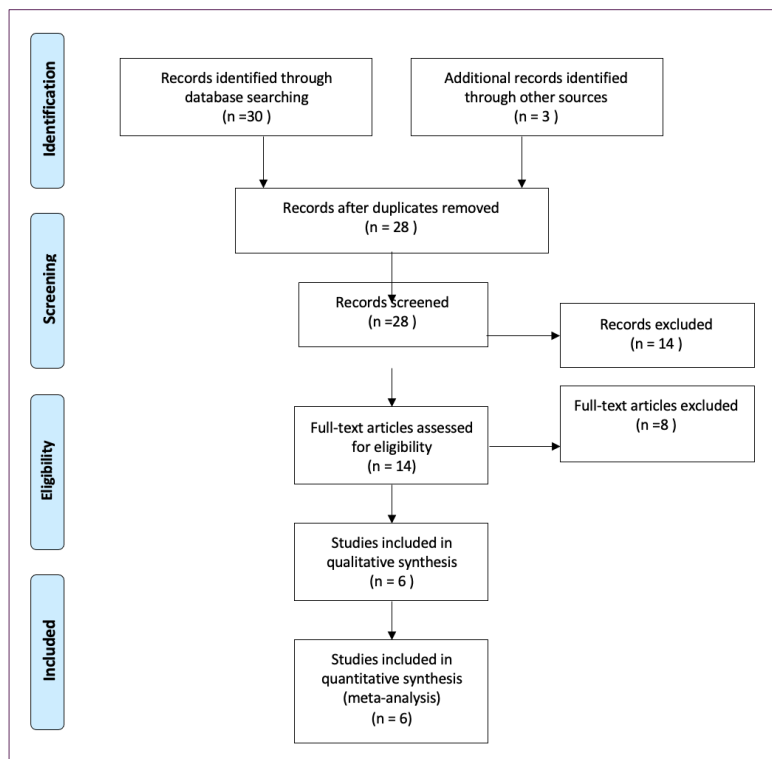 Identification
Records identified through
database searching
(n =30 )
Additional records identified
through other sources
(n = 3 )
Records after duplicates removed
(n = 28 )
Screening
Records screened
(n =28 )
Records excluded
(n = 14 )
Eligibility
Full-text articles assessed
for eligibility
(n = 14)
Full-text articles excluded
(n =8 )
Studies included in
qualitative synthesis
(n = 6 )
Included
Studies included in
quantitative synthesis
(meta-analysis)
(n = 6)